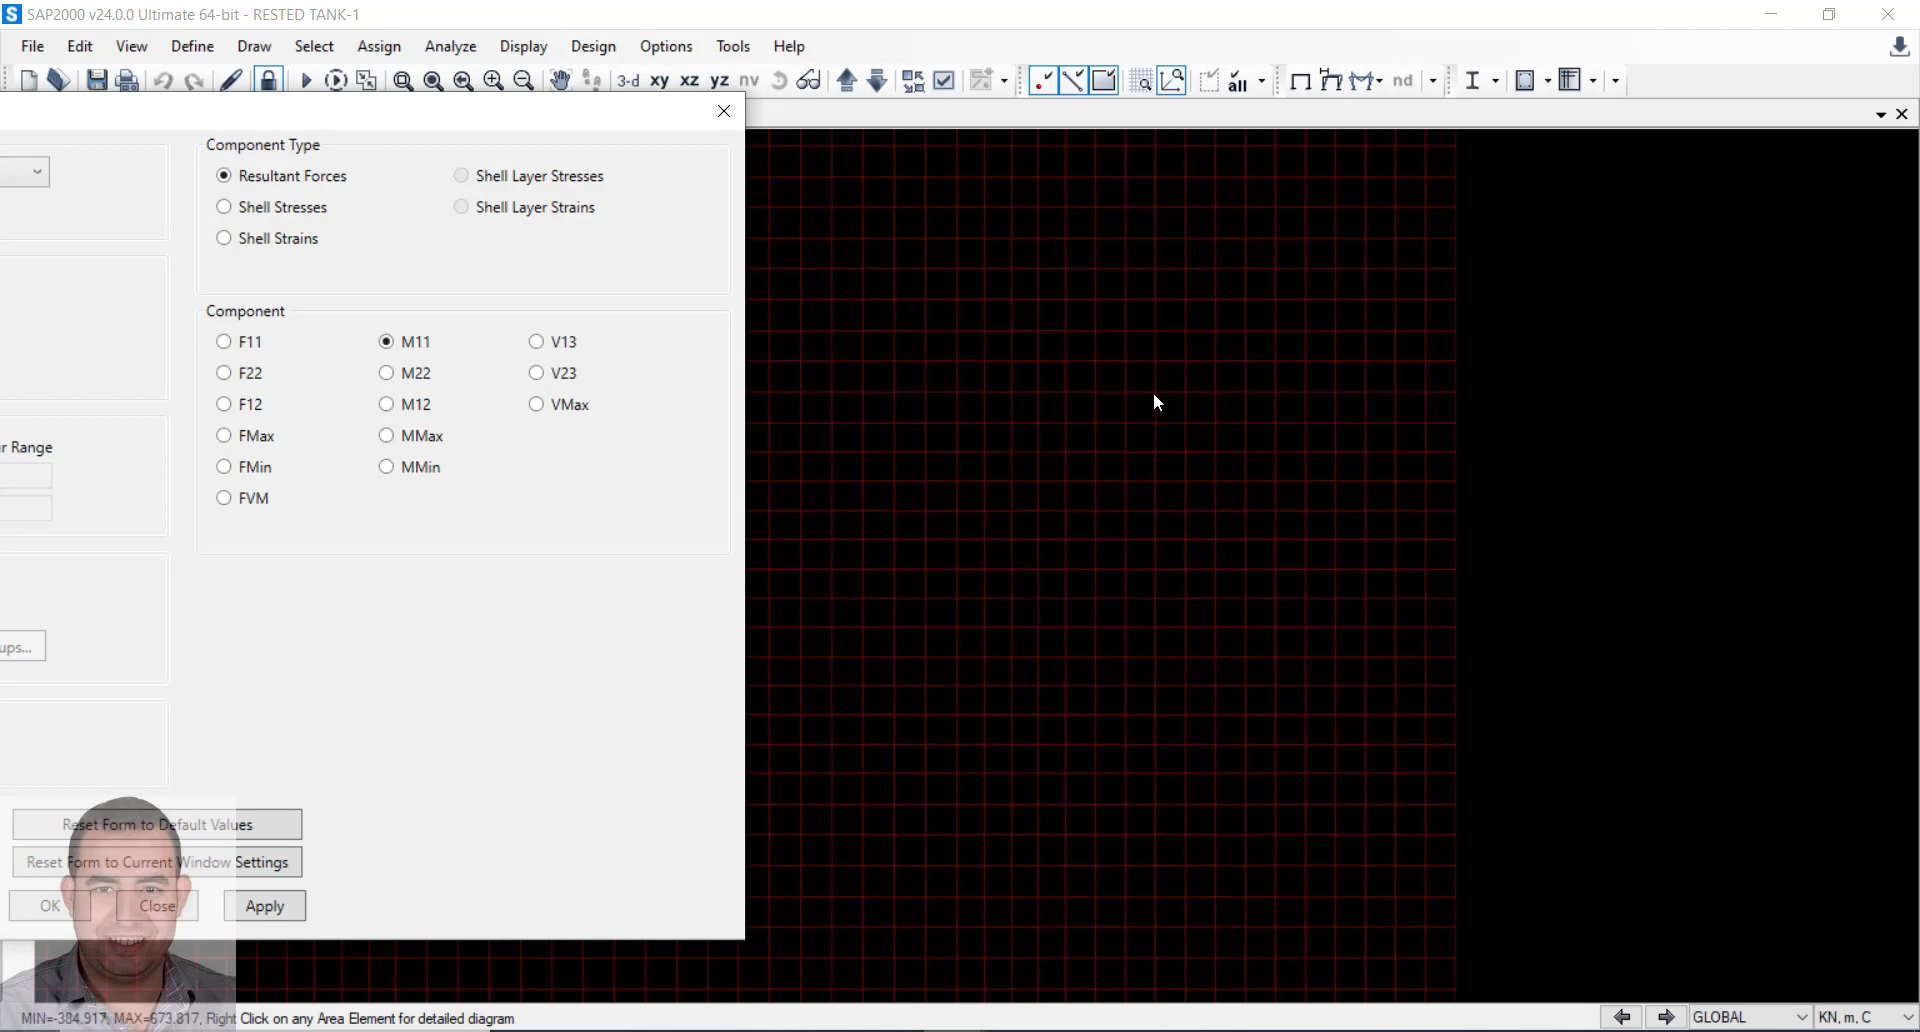 SAP2000 v24.0.0 Ultimate 64-bit - RESTED TANK-1
File Edit View Define Draw Select Assign Analyze Display Design Options Tools Help
3-d xy xz yz nv all nd
Component Type
Resultant Forces Shell Layer Stresses
Shell Stresses Shell Layer Strains
Shell Strains
Component
F11 M11 V13
F22 M22 V23
F12 M12 VMax
FMax MMax
r Range
FMin MMin
FVM
ups...
Reset Form to Default Values
Reset Form to Current Window Settings
OK Close Apply
MIN=-384.917, MAX=673.817, Right Click on any Area Element for detailed diagram
GLOBAL KN, m, C